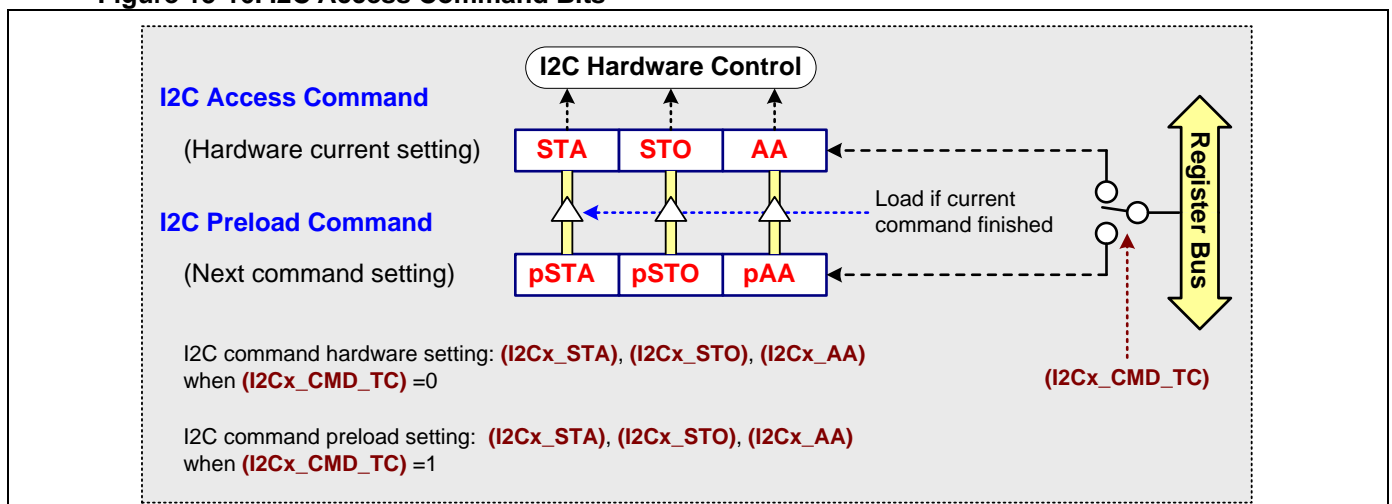 I2C Hardware Control
I2C Access Command
(Hardware current setting)
STA STO AA
Load if current
command finished
I2C Preload Command
(Next command setting)
pSTA pSTO pAA
Register Bus
I2C command hardware setting: (I2Cx_STA), (I2Cx_STO), (I2Cx_AA)
when (I2Cx_CMD_TC) =0
(I2Cx_CMD_TC)
I2C command preload setting: (I2Cx_STA), (I2Cx_STO), (I2Cx_AA)
when (I2Cx_CMD_TC) =1